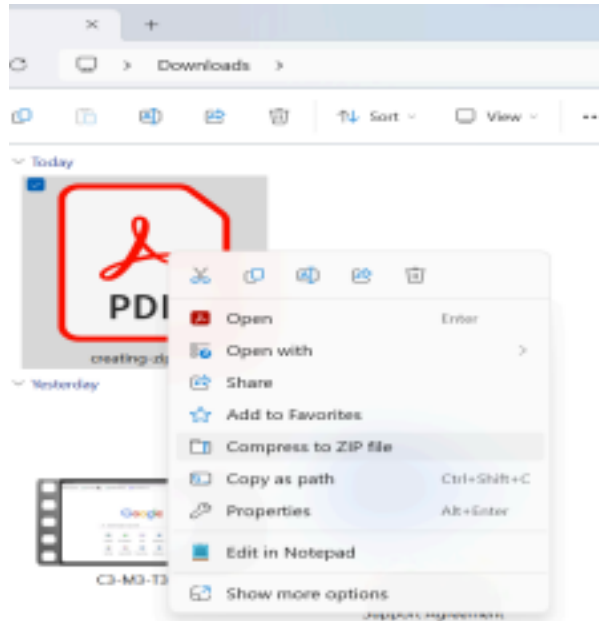 Downloads
Sort View
Today
PDF
creating-zip
Open Enter
Open with
Share
Add to Favorites
Compress to ZIP file
Copy as path Ctrl+Shift+C
Properties Alt+Enter
Edit in Notepad
Show more options
Yesterday
Google
C3-M3-T3
Support Agreement